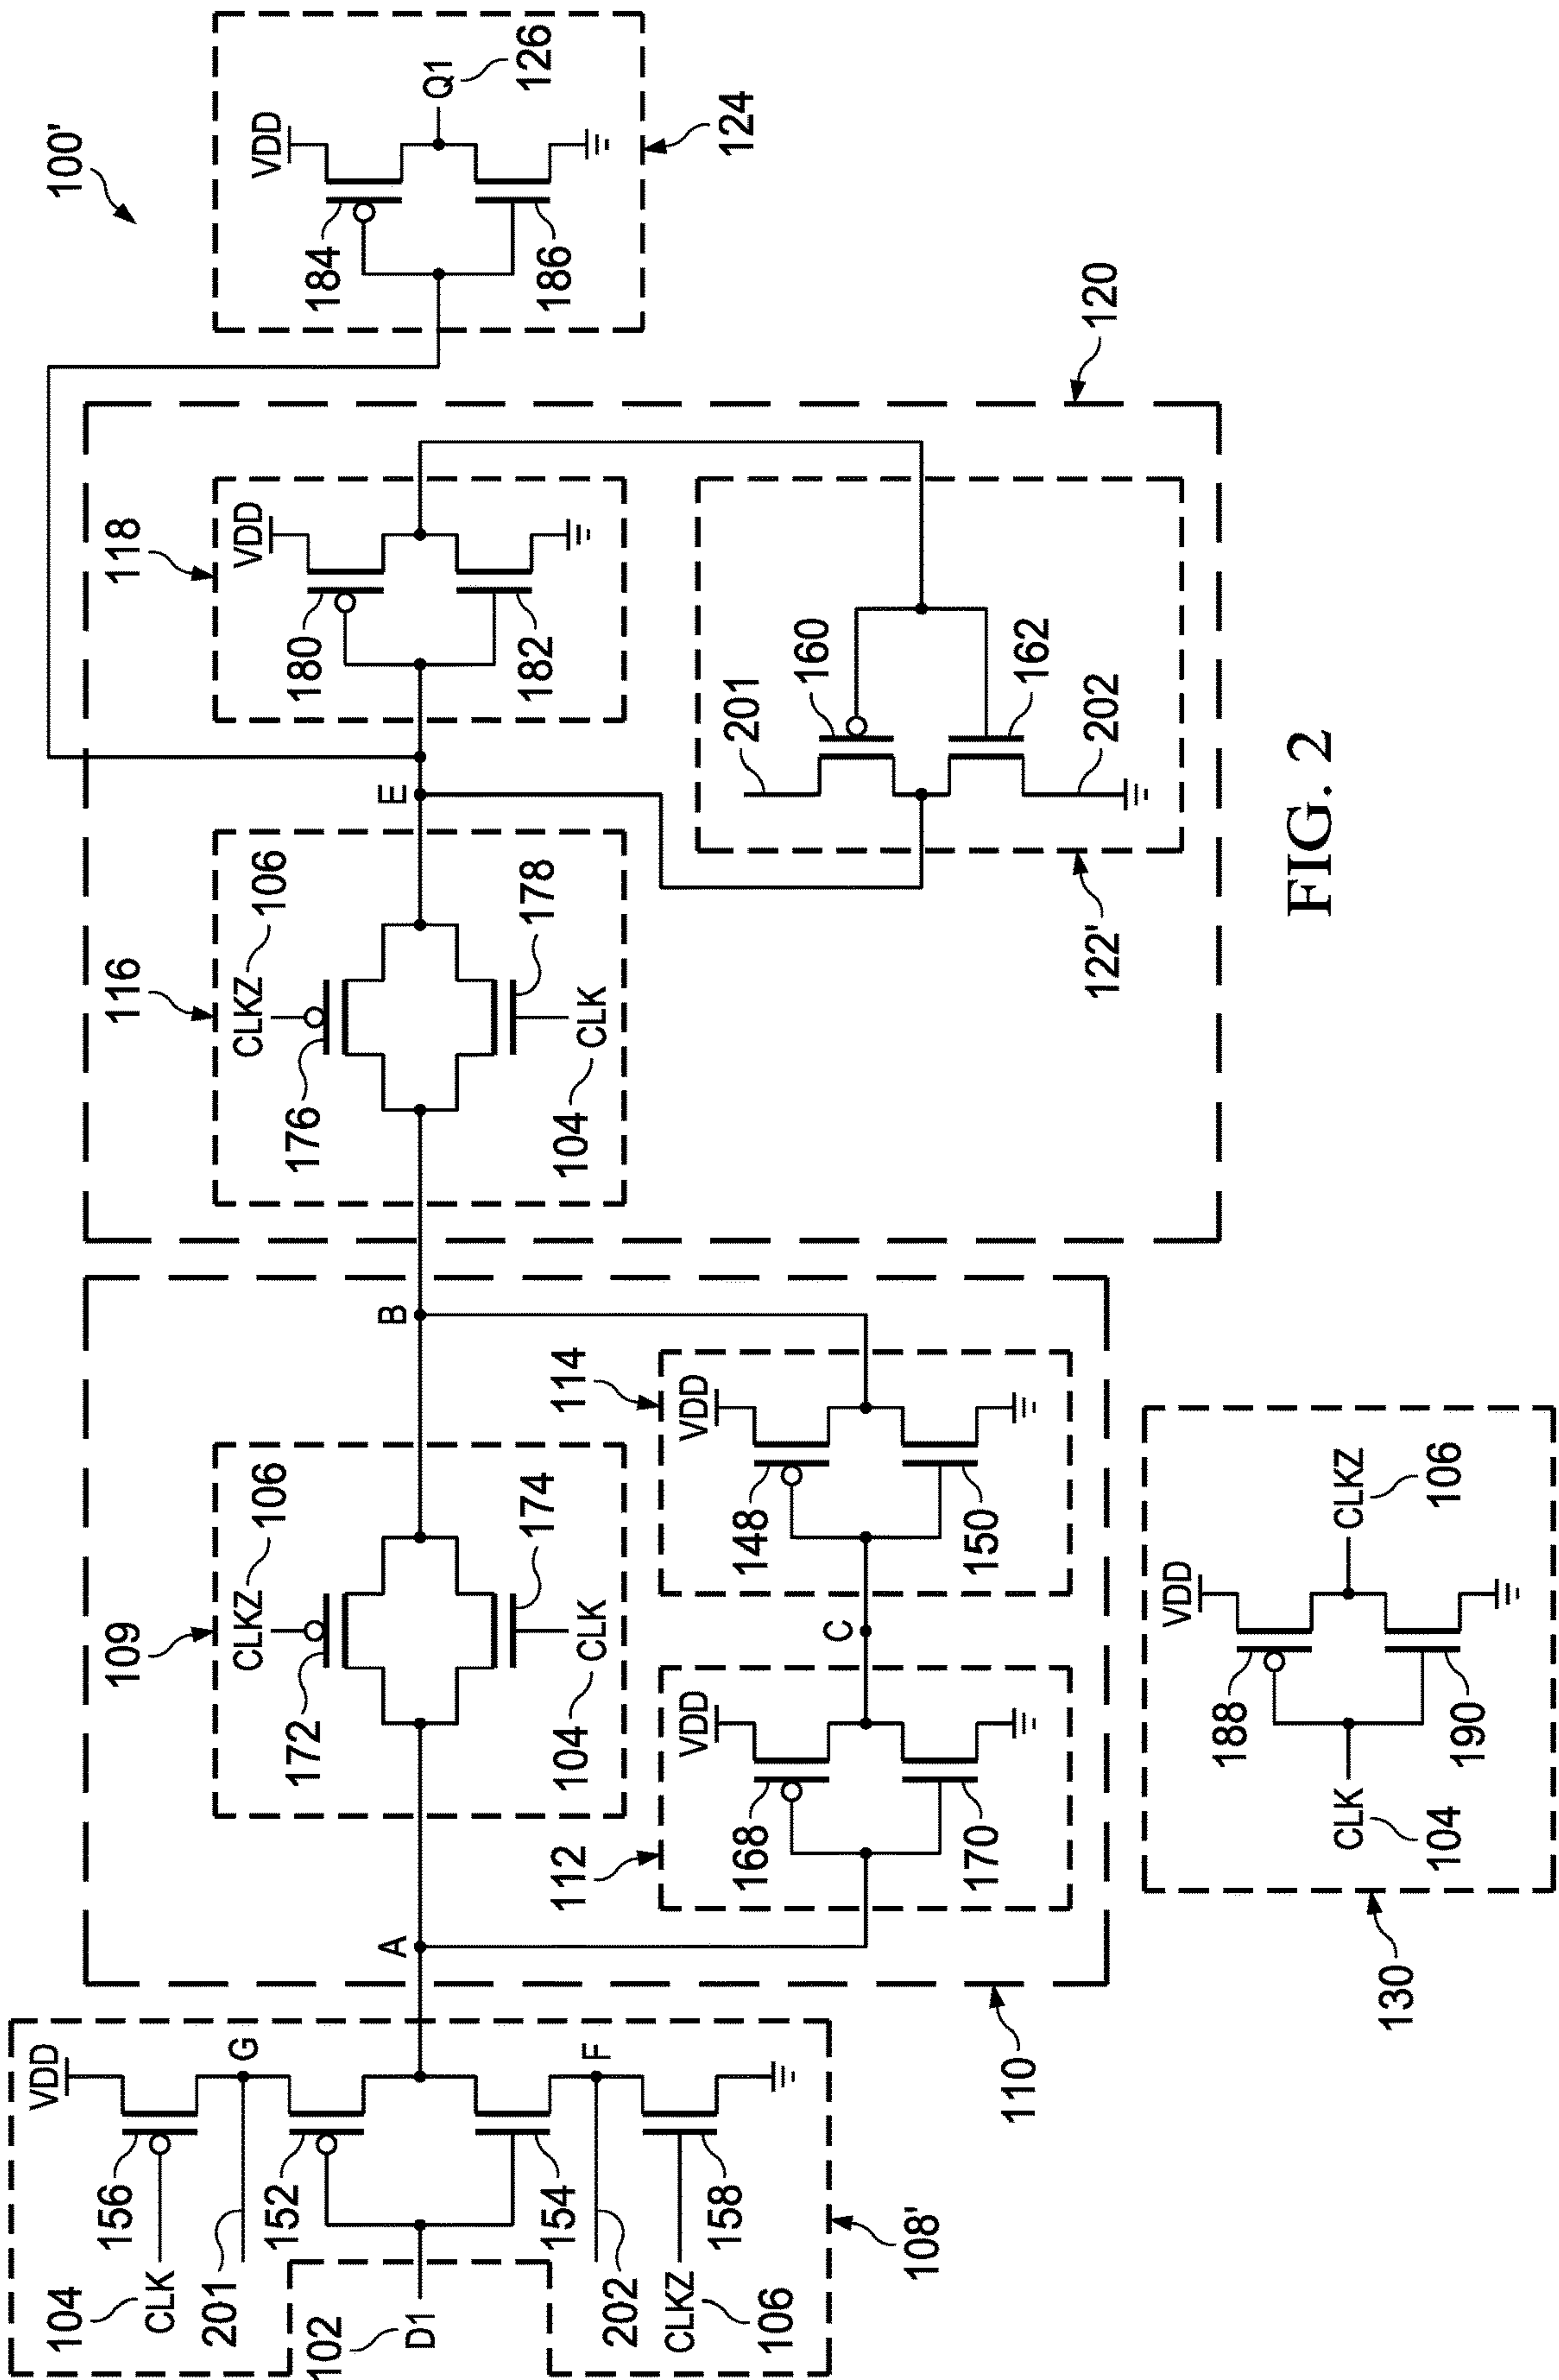 100'
108'
VDD
156
104
CLK
G
201
152
102
D1
154
F
202
158
CLKZ
106
110
A
109
CLKZ
106
172
174
104
CLK
B
112
VDD
168
170
C
114
VDD
148
150
120
116
CLKZ
106
176
178
104
CLK
E
118
VDD
180
182
122'
201
160
162
202
124
VDD
184
186
Q1
126
130
VDD
188
190
CLK
104
CLKZ
106
FIG. 2